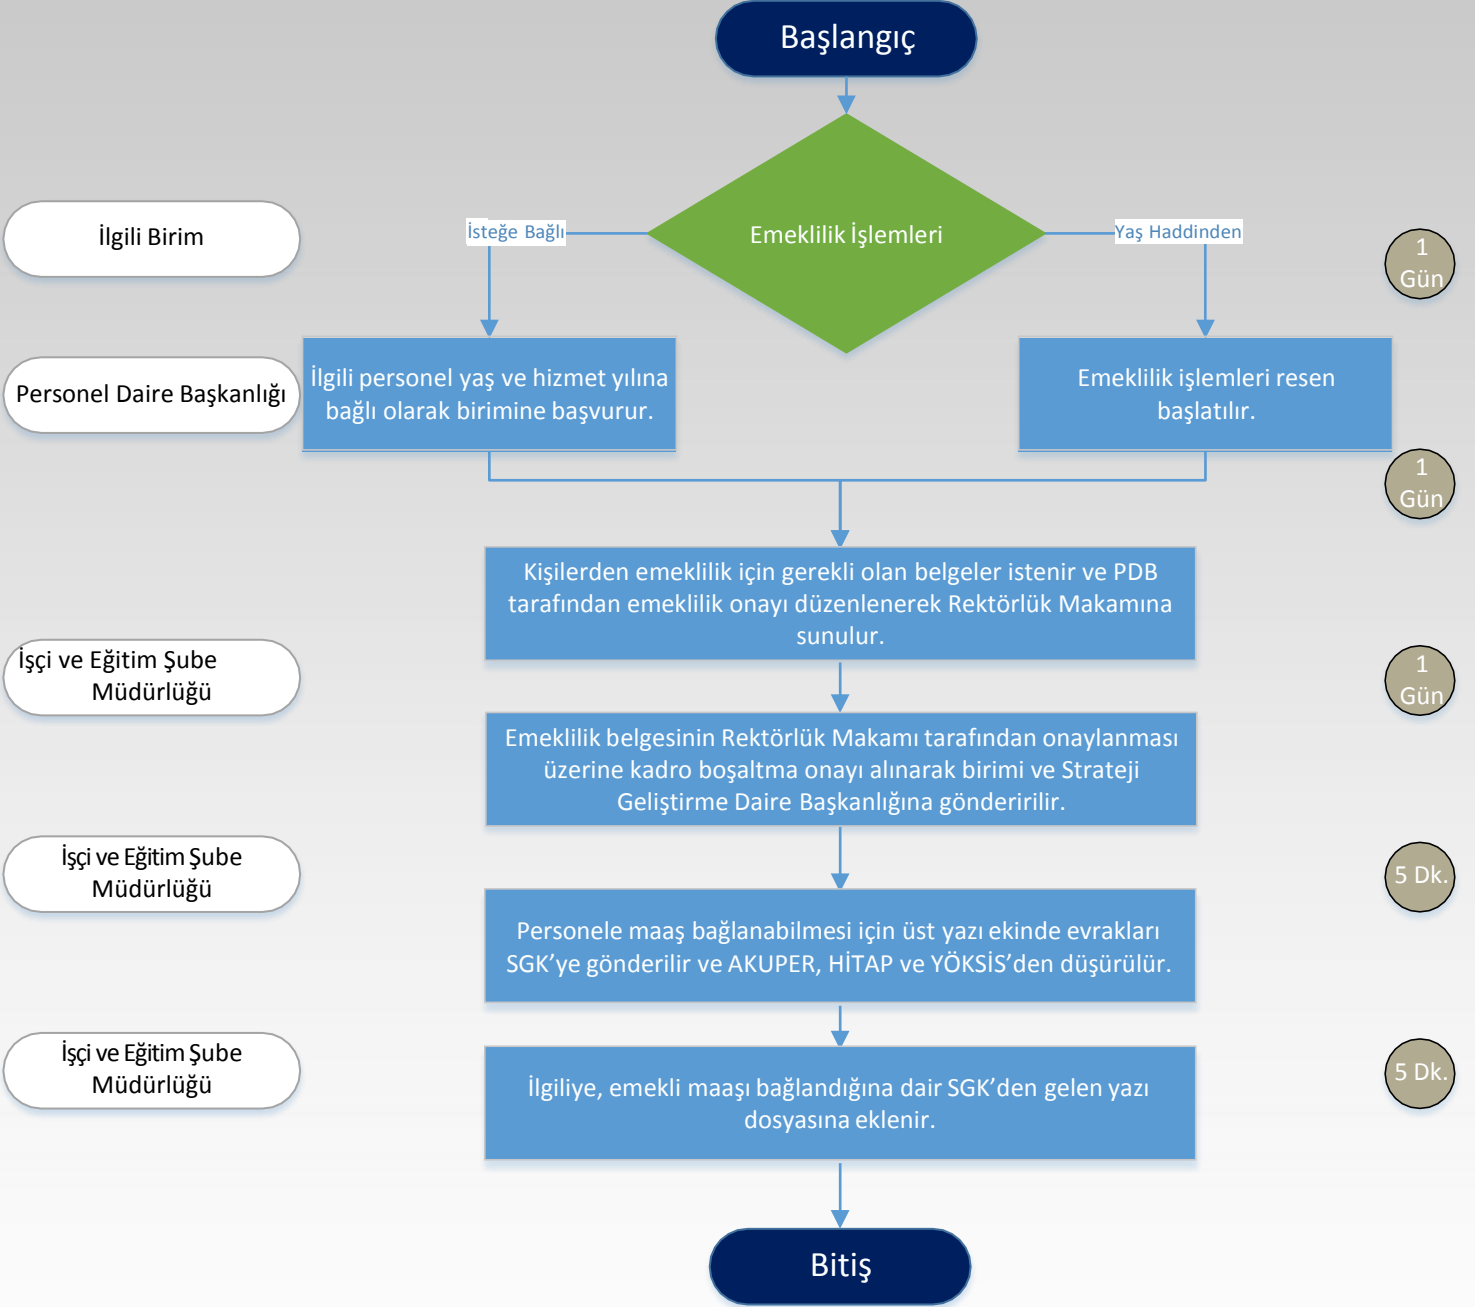 Başlangıç
İlgili Birim
İsteğe Bağlı
Emeklilik İşlemleri
Yaş Haddinden
1
Gün
Personel Daire Başkanlığı
İlgili personel yaş ve hizmet yılına
bağlı olarak birimine başvurur.
Emeklilik işlemleri resen
başlatılır.
1
Gün
Kişilerden emeklilik için gerekli olan belgeler istenir ve PDB
tarafından emeklilik onayı düzenlenerek Rektörlük Makamına
sunulur.
İşçi ve Eğitim Şube
Müdürlüğü
1
Gün
Emeklilik belgesinin Rektörlük Makamı tarafından onaylanması
üzerine kadro boşaltma onayı alınarak birimi ve Strateji
Geliştirme Daire Başkanlığına gönderirilir.
İşçi ve Eğitim Şube
Müdürlüğü
5 Dk.
Personele maaş bağlanabilmesi için üst yazı ekinde evrakları
SGK’ye gönderilir ve AKUPER, HİTAP ve YÖKSİS’den düşürülür.
İşçi ve Eğitim Şube
Müdürlüğü
5 Dk.
İlgiliye, emekli maaşı bağlandığına dair SGK’den gelen yazı
dosyasına eklenir.
Bitiş